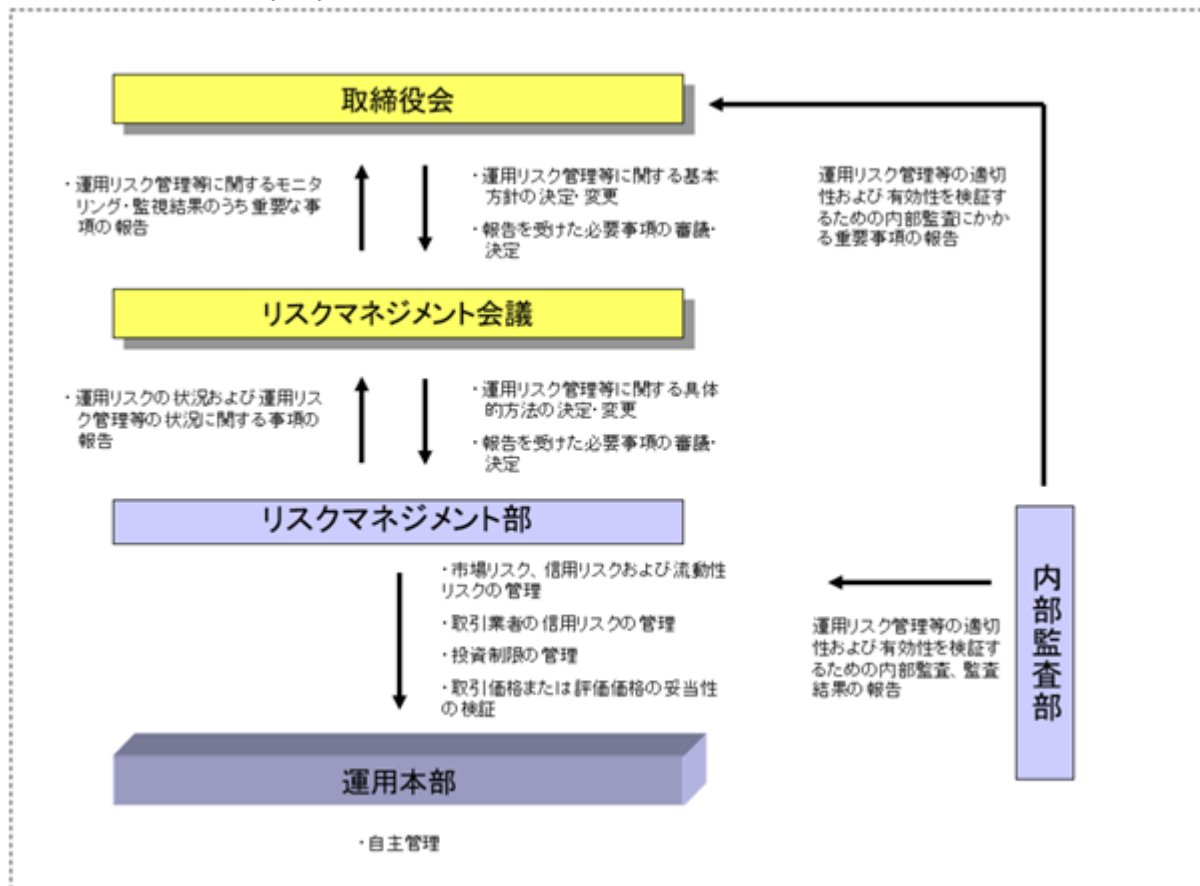 取締役会
・運用リスク管理等に関するモニタ
リング・監視結果のうち重要な事
項の報告
・運用リスク管理等に関する基本
方針の決定・変更
・報告を受けた必要事項の審議・
決定
運用リスク管理等の適切
性および有効性を検証す
るための内部監査にかか
る重要事項の報告
リスクマネジメント会議
・運用リスクの状況および運用リス
ク管理等の状況に関する事項の
報告
・運用リスク管理等に関する具体
的方法の決定・変更
・報告を受けた必要事項の審議・
決定
リスクマネジメント部
・市場リスク、信用リスクおよび流動性
リスクの管理
・取引業者の信用リスクの管理
・投資制限の管理
・取引価格または評価価格の妥当性
の検証
運用リスク管理等の適切
性および有効性を検証す
るための内部監査、監査
結果の報告
内部監査部
運用本部
・自主管理